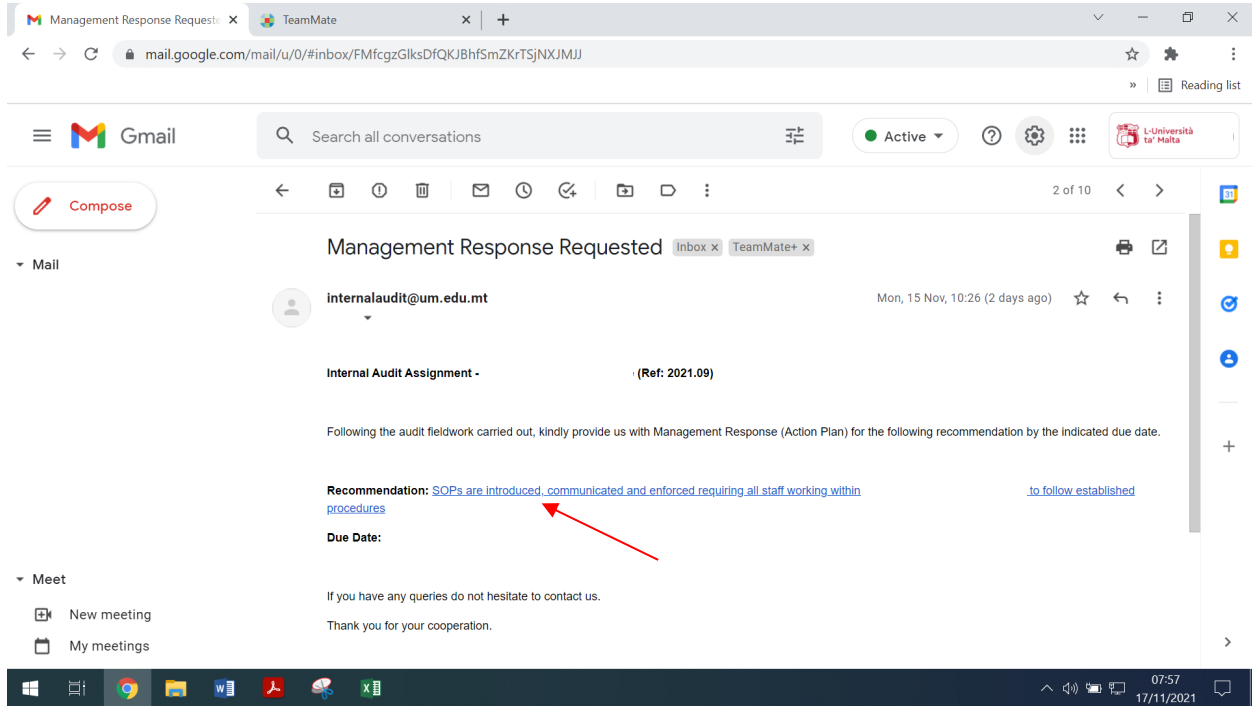 Management Response Requeste
TeamMate
mail.google.com/mail/u/0/#inbox/FMfcgzGlksDfQKJBhfSmZKrTSjNXJMJJ
» Reading list
Gmail
Search all conversations
Active
L-Università
ta' Malta
Compose
2 of 10
31
Management Response Requested Inbox x TeamMate+ x
Mail
internalaudit@um.edu.mt
Mon, 15 Nov, 10:26 (2 days ago)
Internal Audit Assignment - (Ref: 2021.09)
Following the audit fieldwork carried out, kindly provide us with Management Response (Action Plan) for the following recommendation by the indicated due date.
Recommendation: SOPs are introduced, communicated and enforced requiring all staff working within to follow established
procedures
Due Date:
Meet
If you have any queries do not hesitate to contact us.
New meeting
Thank you for your cooperation.
My meetings
07:57
17/11/2021